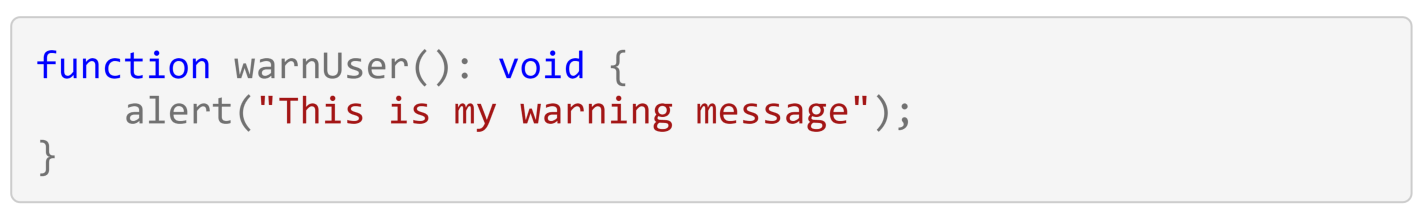 function warnUser(): void {
    alert("This is my warning message");
}